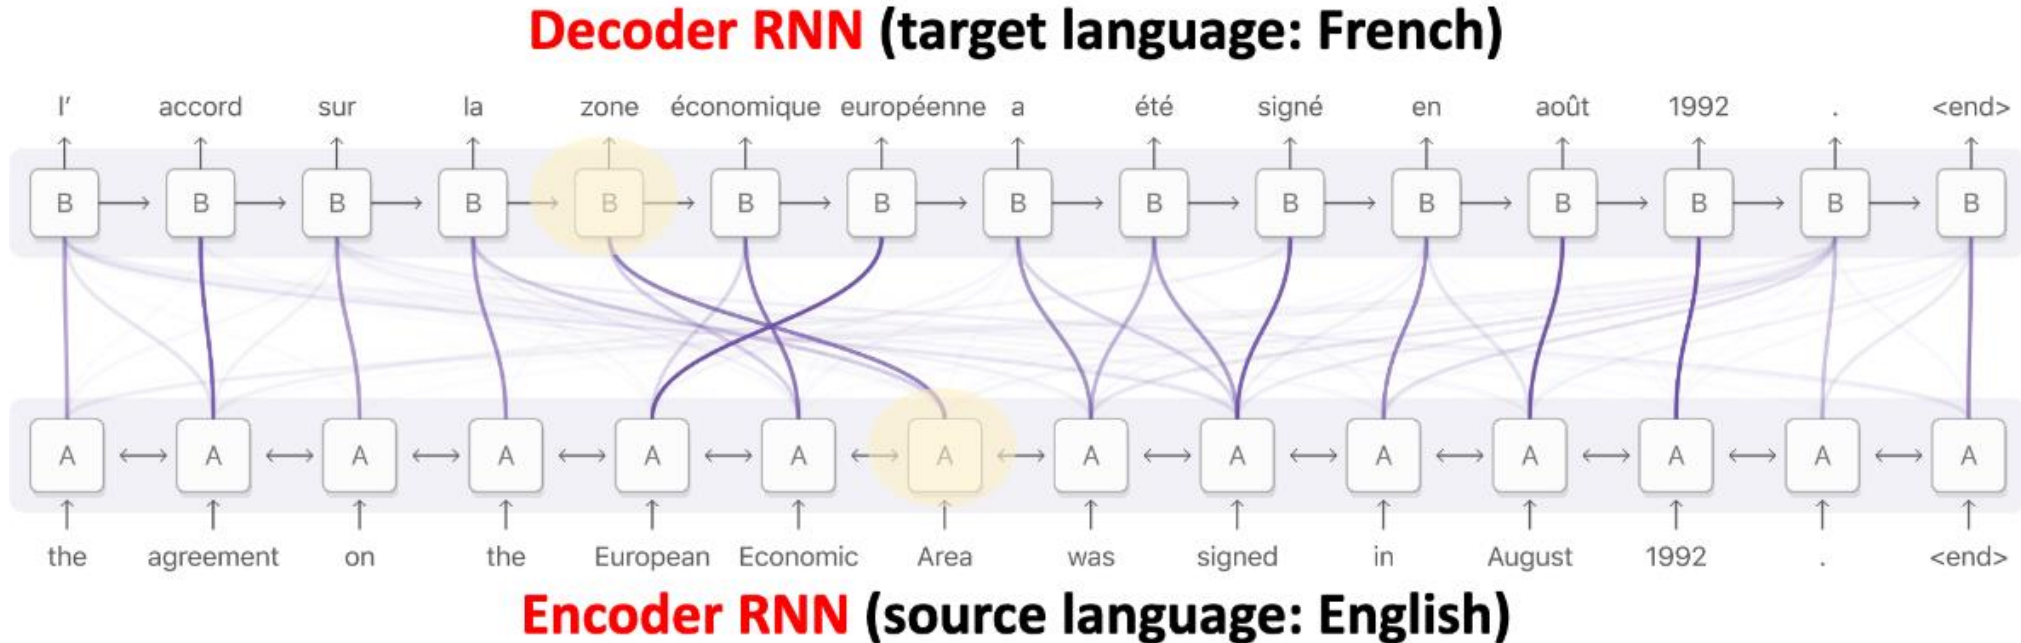 Decoder RNN (target language: French)
l' accord sur la zone économique européenne a été signé en août 1992 . <end>
B B B B B B B B B B B B B B B
A A A A A A A A A A A A A A
the agreement on the European Economic Area was signed in August 1992 . <end>
Encoder RNN (source language: English)